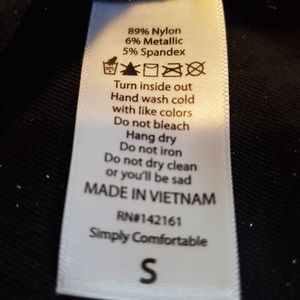 89% Nylon
6% Metallic
5% Spandex
Turn inside out
Hand wash cold
with like colors
Do not bleach
Hang dry
Do not iron
Do not dry clean
or you'll be sad
MADE IN VIETNAM
RN#142161
Simply Comfortable
S